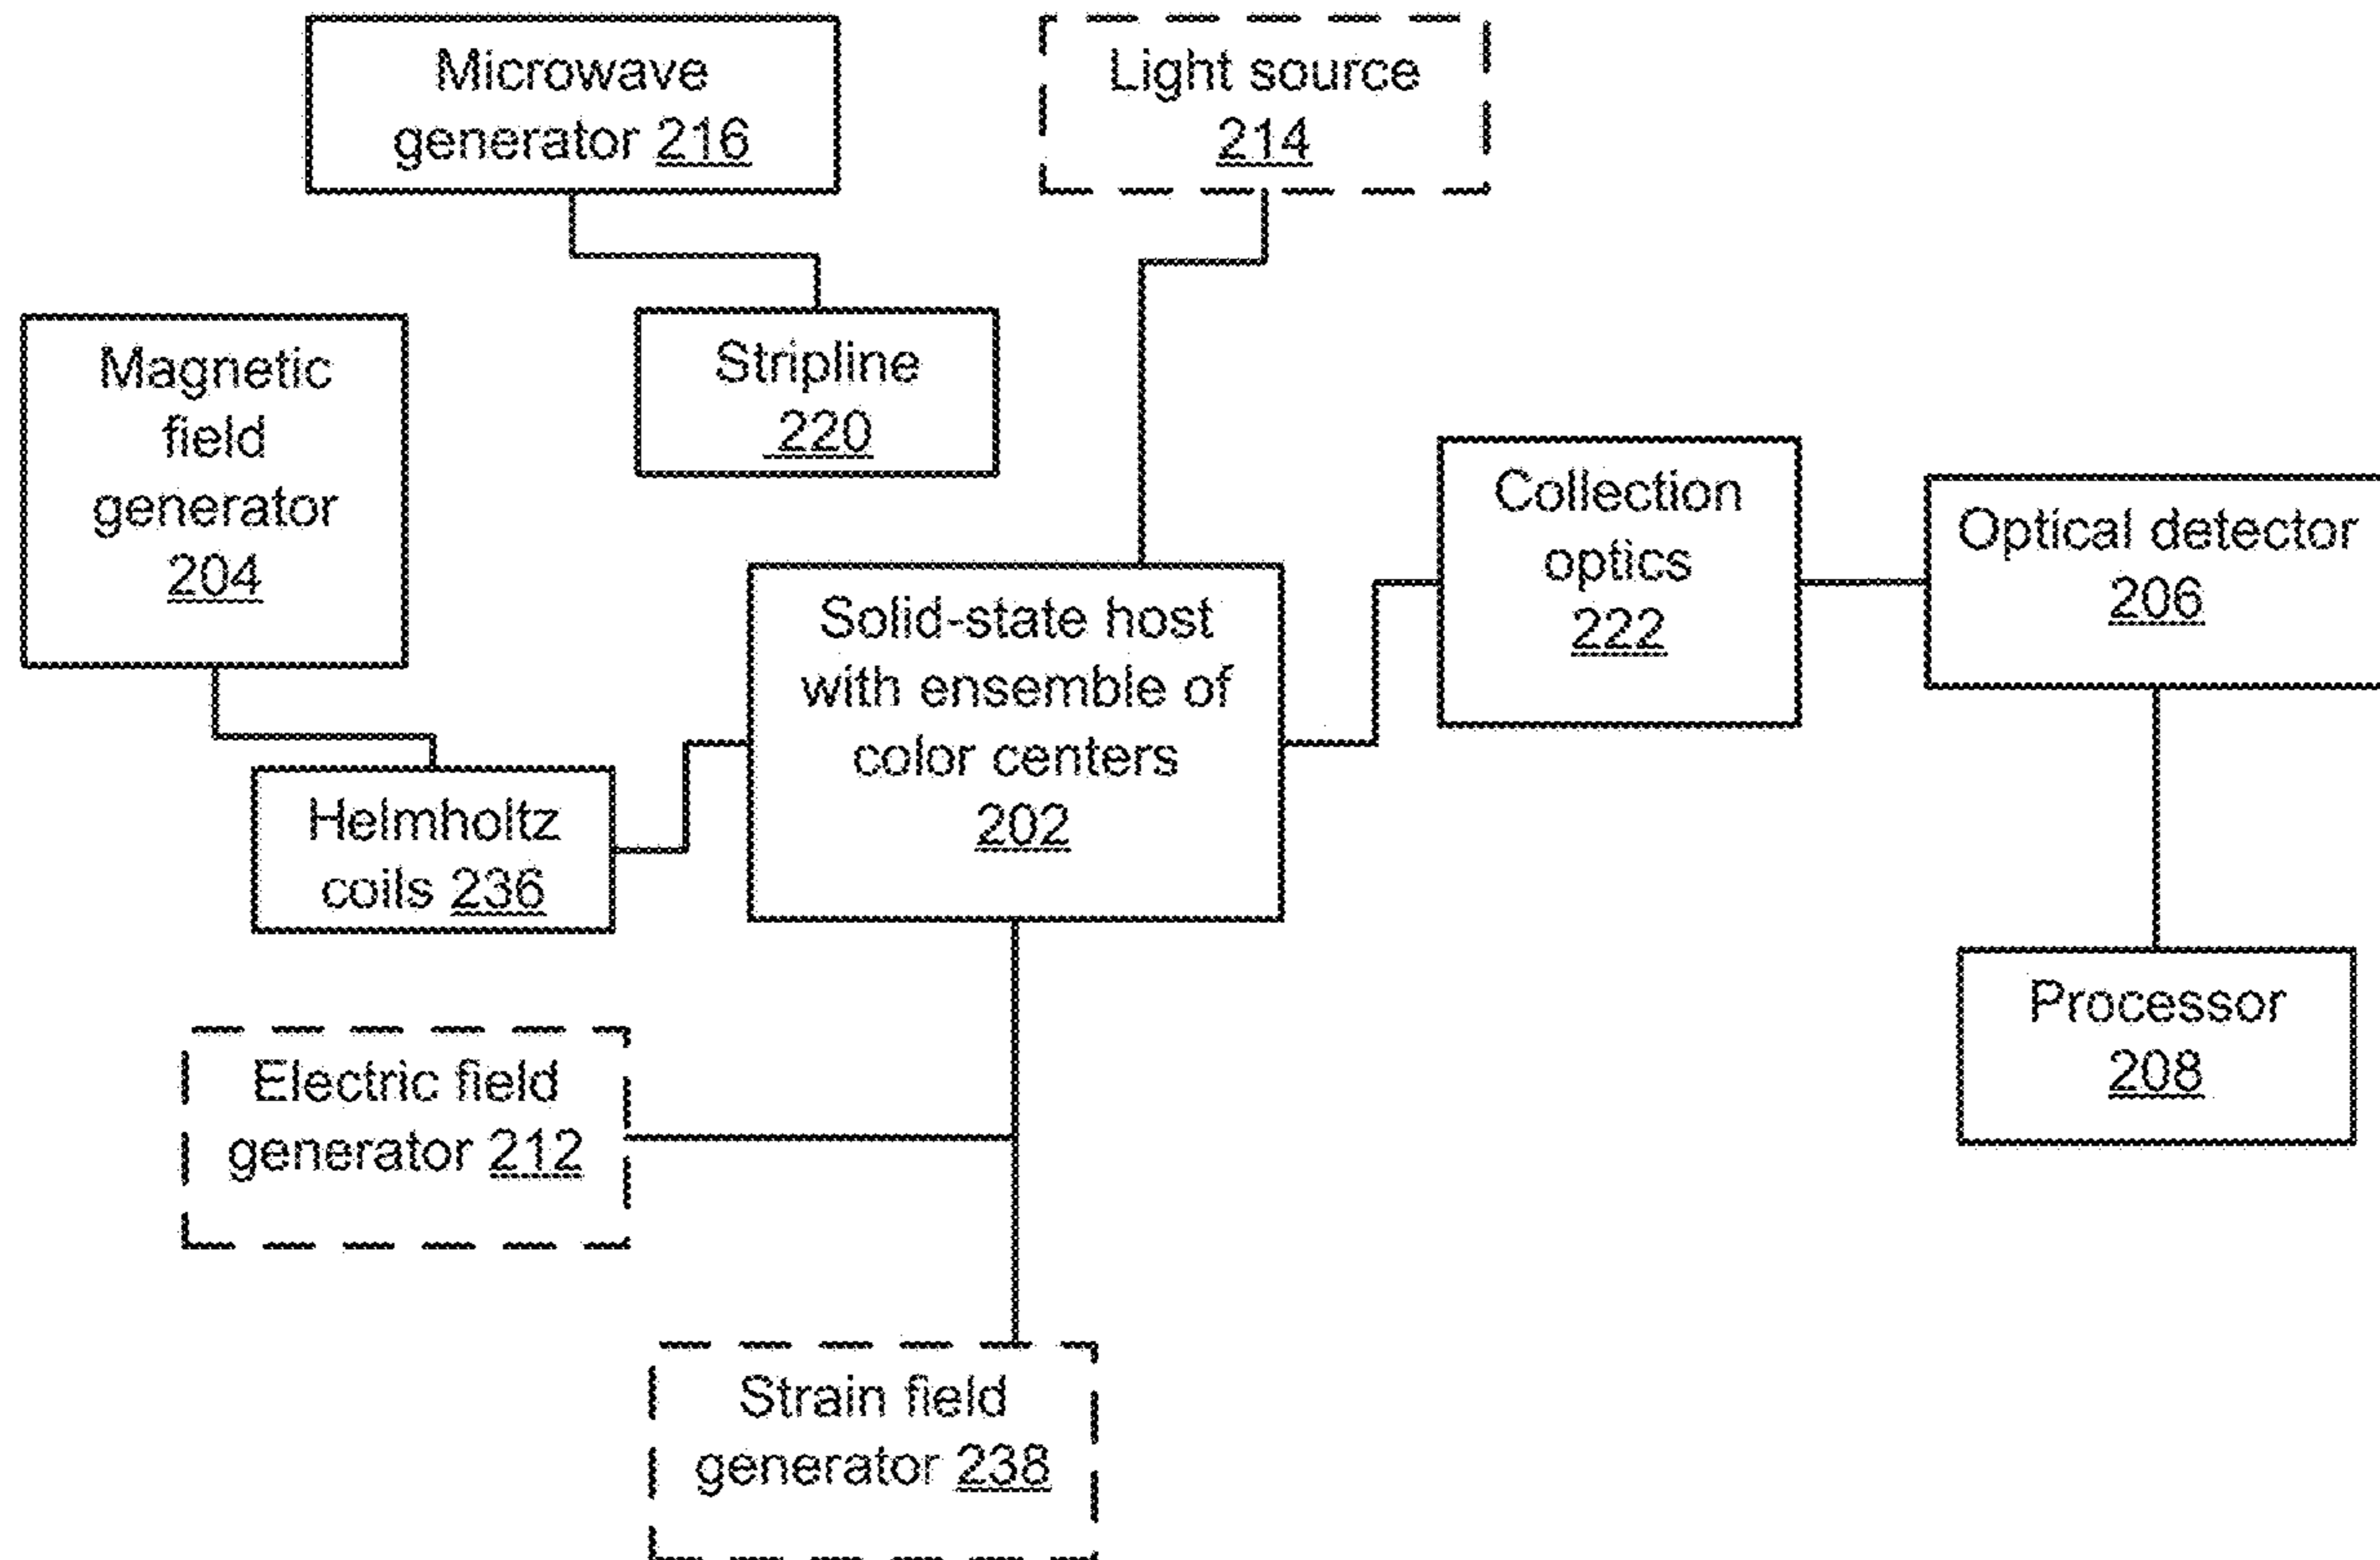 Microwave
generator 216
Light source
214
Magnetic
field
generator
204
Stripline
220
Collection
optics
222
Optical detector
206
Solid-state host
with ensemble of
color centers
202
Helmholtz
coils 236
Processor
208
Electric field
generator 212
Strain field
generator 238